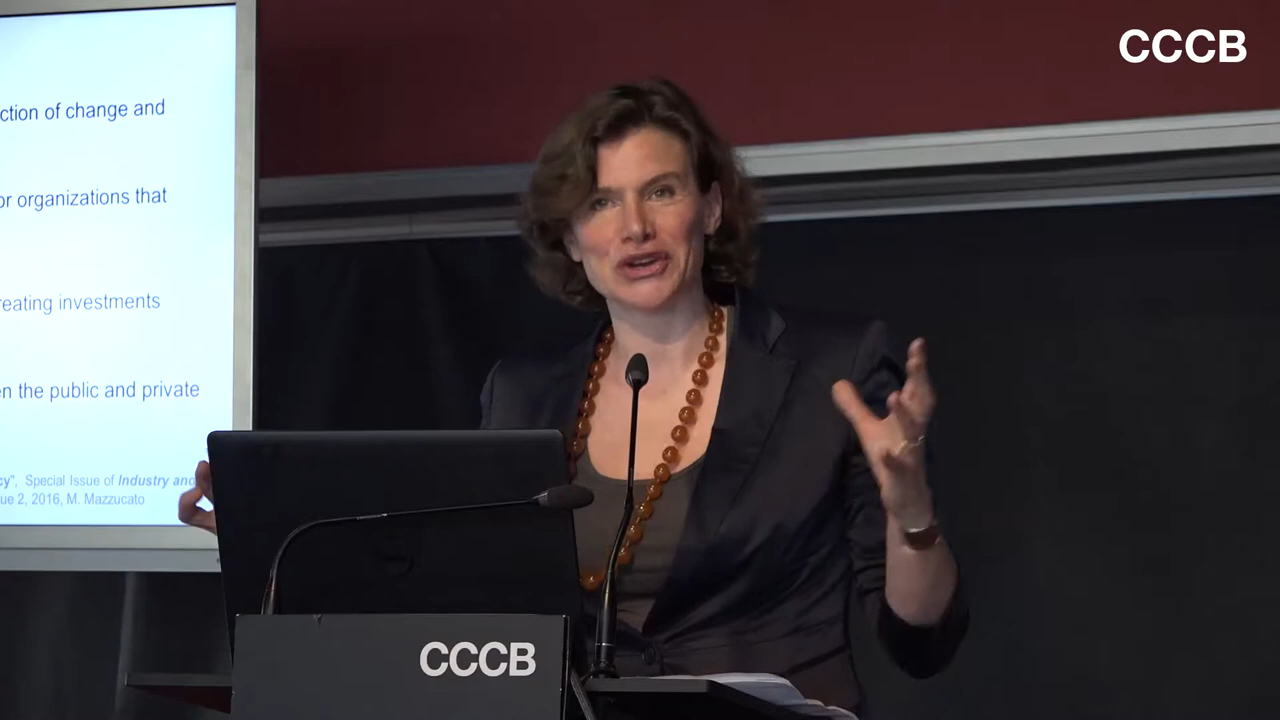 CCCB
ction of change and
or organizations that
reating investments
en the public and private
cy", Special Issue of Industry and
ue 2, 2016, M. Mazzucato
CCCB